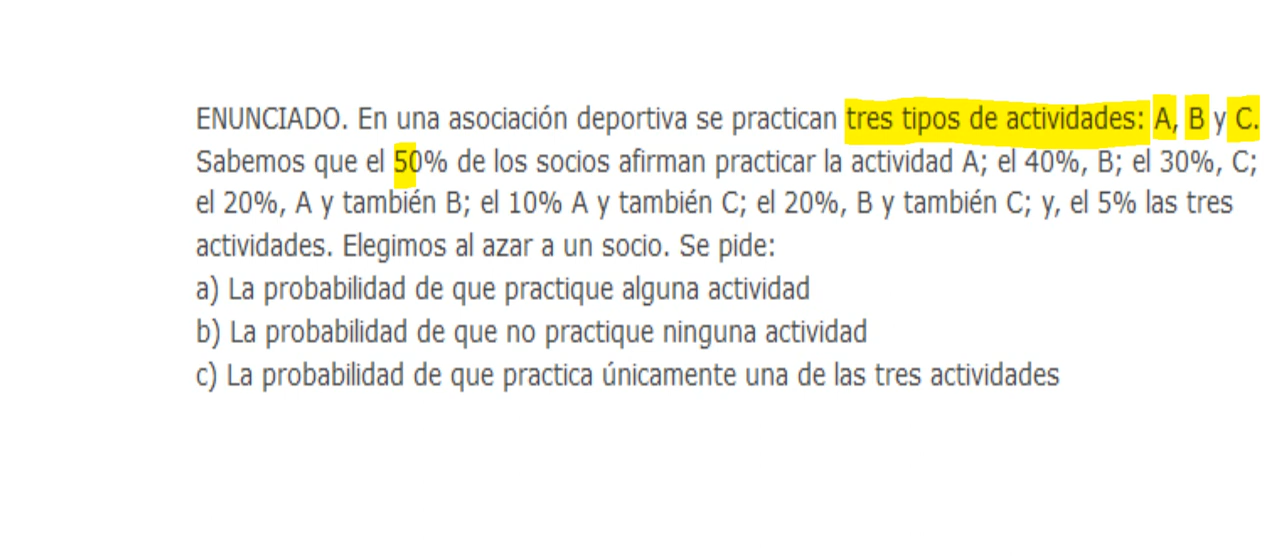 ENUNCIADO. En una asociación deportiva se practican tres tipos de actividades: A, B y C.
Sabemos que el 50% de los socios afirman practicar la actividad A; el 40%, B; el 30%, C;
el 20%, A y también B; el 10% A y también C; el 20%, B y también C; y, el 5% las tres
actividades. Elegimos al azar a un socio. Se pide:
a) La probabilidad de que practique alguna actividad
b) La probabilidad de que no practique ninguna actividad
c) La probabilidad de que practica únicamente una de las tres actividades